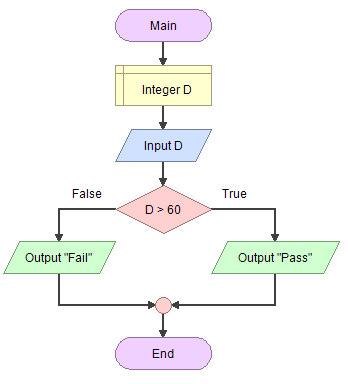 Main
Integer D
Input D
False
True
D > 60
Output "Fail"
Output "Pass"
End